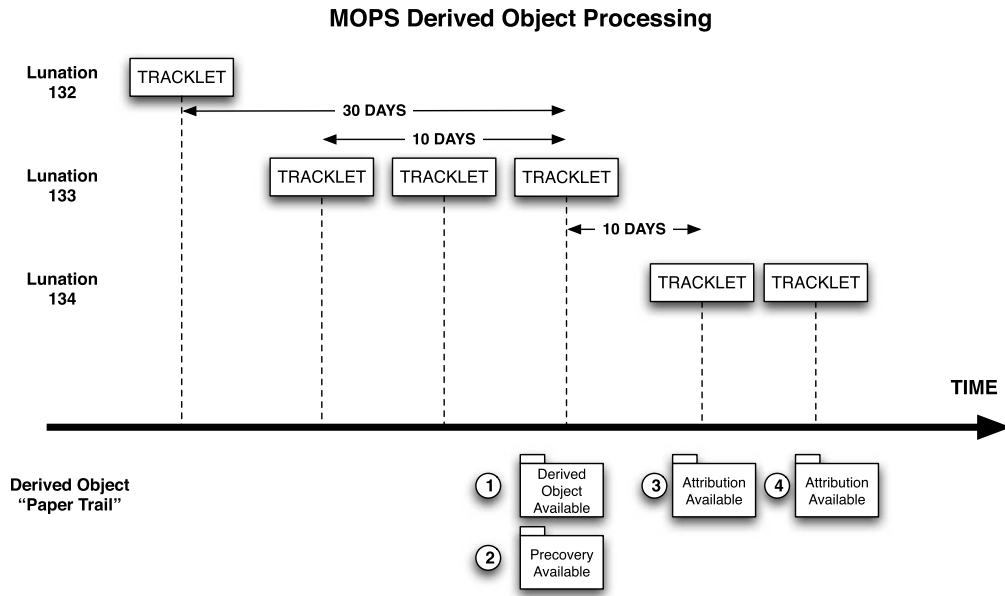 MOPS Derived Object Processing
Lunation
132
TRACKLET
30 DAYS
10 DAYS
Lunation
133
TRACKLET
TRACKLET
TRACKLET
10 DAYS
Lunation
134
TRACKLET
TRACKLET
TIME
Derived Object
“Paper Trail”
1
Derived
Object
Available
2
Precovery
Available
3
Attribution
Available
4
Attribution
Available